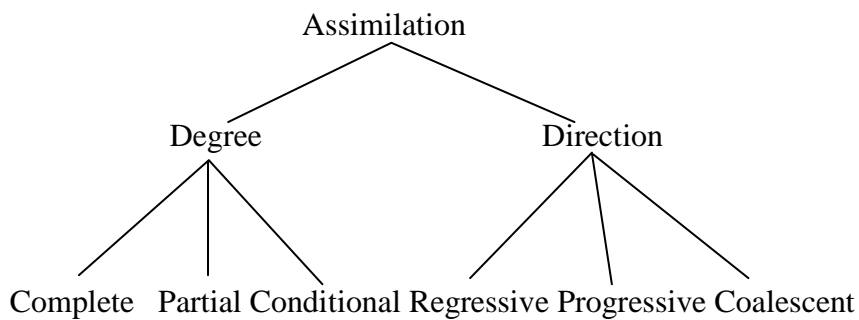 Assimilation
Degree Direction
Complete Partial Conditional Regressive Progressive Coalescent